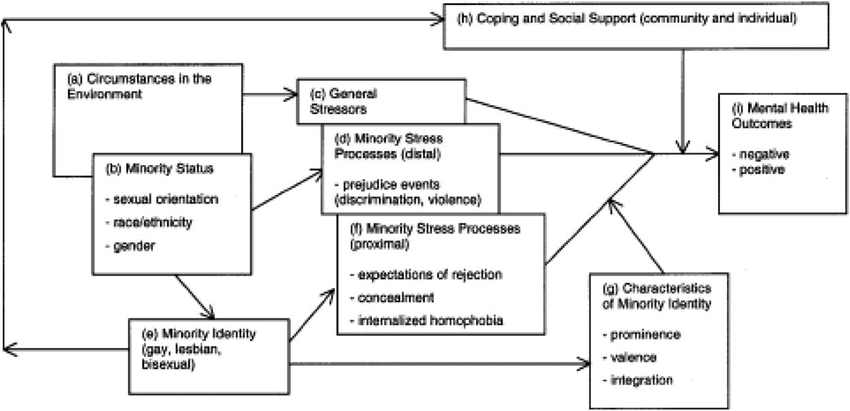 (h) Coping and Social Support (community and individual)
(a) Circumstances in the
Environment
(c) General
Stressors
(i) Mental Health
Outcomes
- negative
- positive
(d) Minority Stress
Processes (distal)
- prejudice events
(discrimination, violence)
(b) Minority Status
- sexual orientation
- race/ethnicity
- gender
(f) Minority Stress Processes
(proximal)
- expectations of rejection
- concealment
- internalized homophobia
(g) Characteristics
of Minority Identity
- prominence
- valence
- integration
(e) Minority Identity
(gay, lesbian,
bisexual)